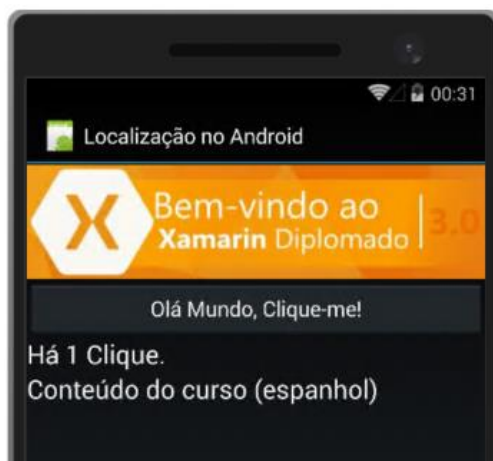 00:31
Localização no Android
Bem-vindo ao
Xamarin Diplomado 3.0
Olá Mundo, Clique-me!
Há 1 Clique.
Conteúdo do curso (espanhol)